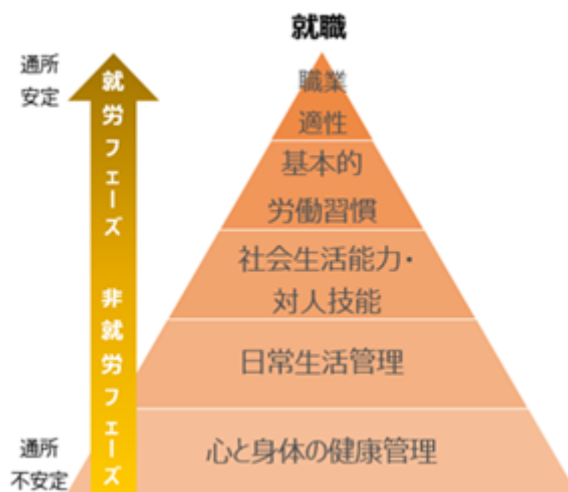 就職
通所
安定
就労フェーズ
非就労フェーズ
通所
不安定
職業
適性
基本的
労働習慣
社会生活能力・
対人技能
日常生活管理
心と身体の健康管理